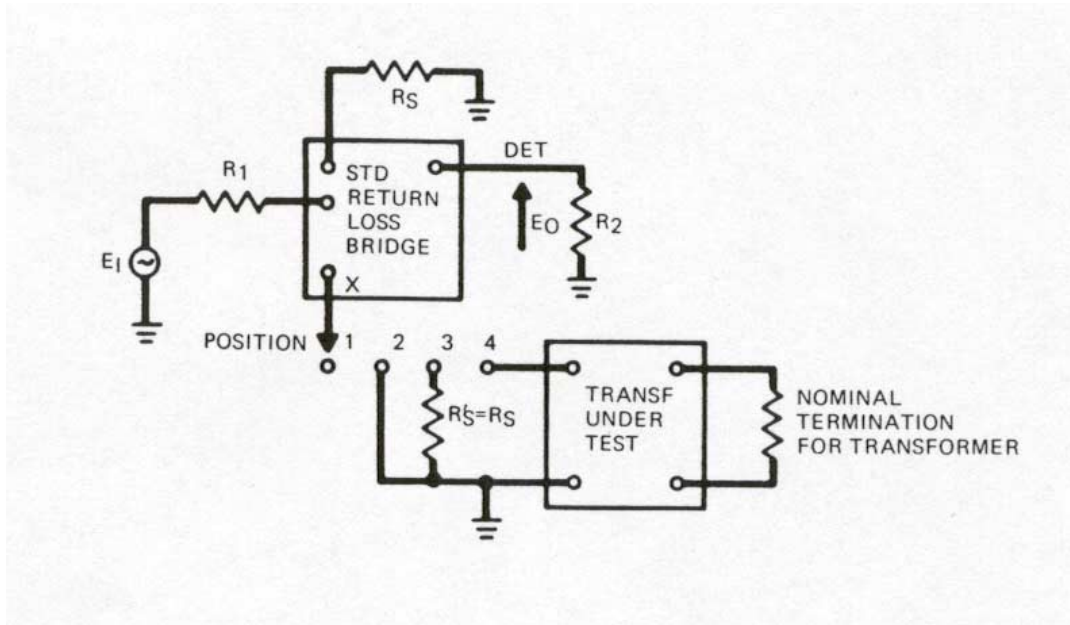 RS
R1
STD
RETURN
LOSS
BRIDGE
DET
EO
R2
EI
X
POSITION 1 2 3 4
R'S=RS
TRANSF
UNDER
TEST
NOMINAL
TERMINATION
FOR TRANSFORMER